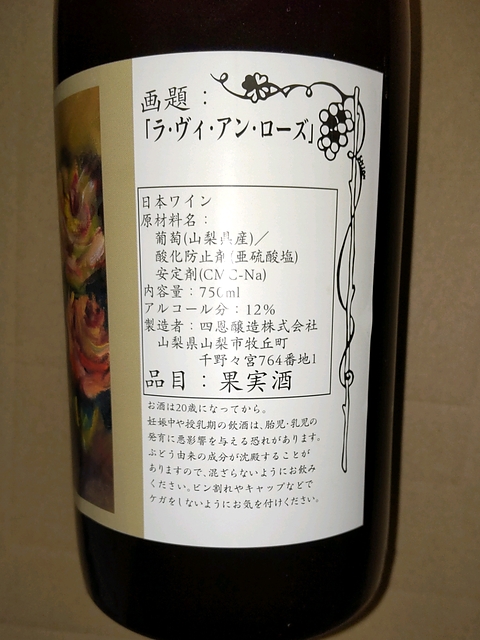 画題：
「ラ・ヴィ・アン・ローズ」
日本ワイン
原材料名：
葡萄(山梨県産)／
酸化防止剤(亜硫酸塩)
安定剤(CMC-Na)
内容量：750ml
アルコール分：12%
製造者：四恩醸造株式会社
山梨県山梨市牧丘町
千野々宮764番地1
品目：果実酒
お酒は20歳になってから。
妊娠中や授乳期の飲酒は、胎児・乳児の
発育に悪影響を与える恐れがあります。
ぶどう由来の成分が沈殿することが
ありますので、混ざらないようにお飲み
ください。ビン割れやキャップなどで
ケガをしないようにお気を付けください。